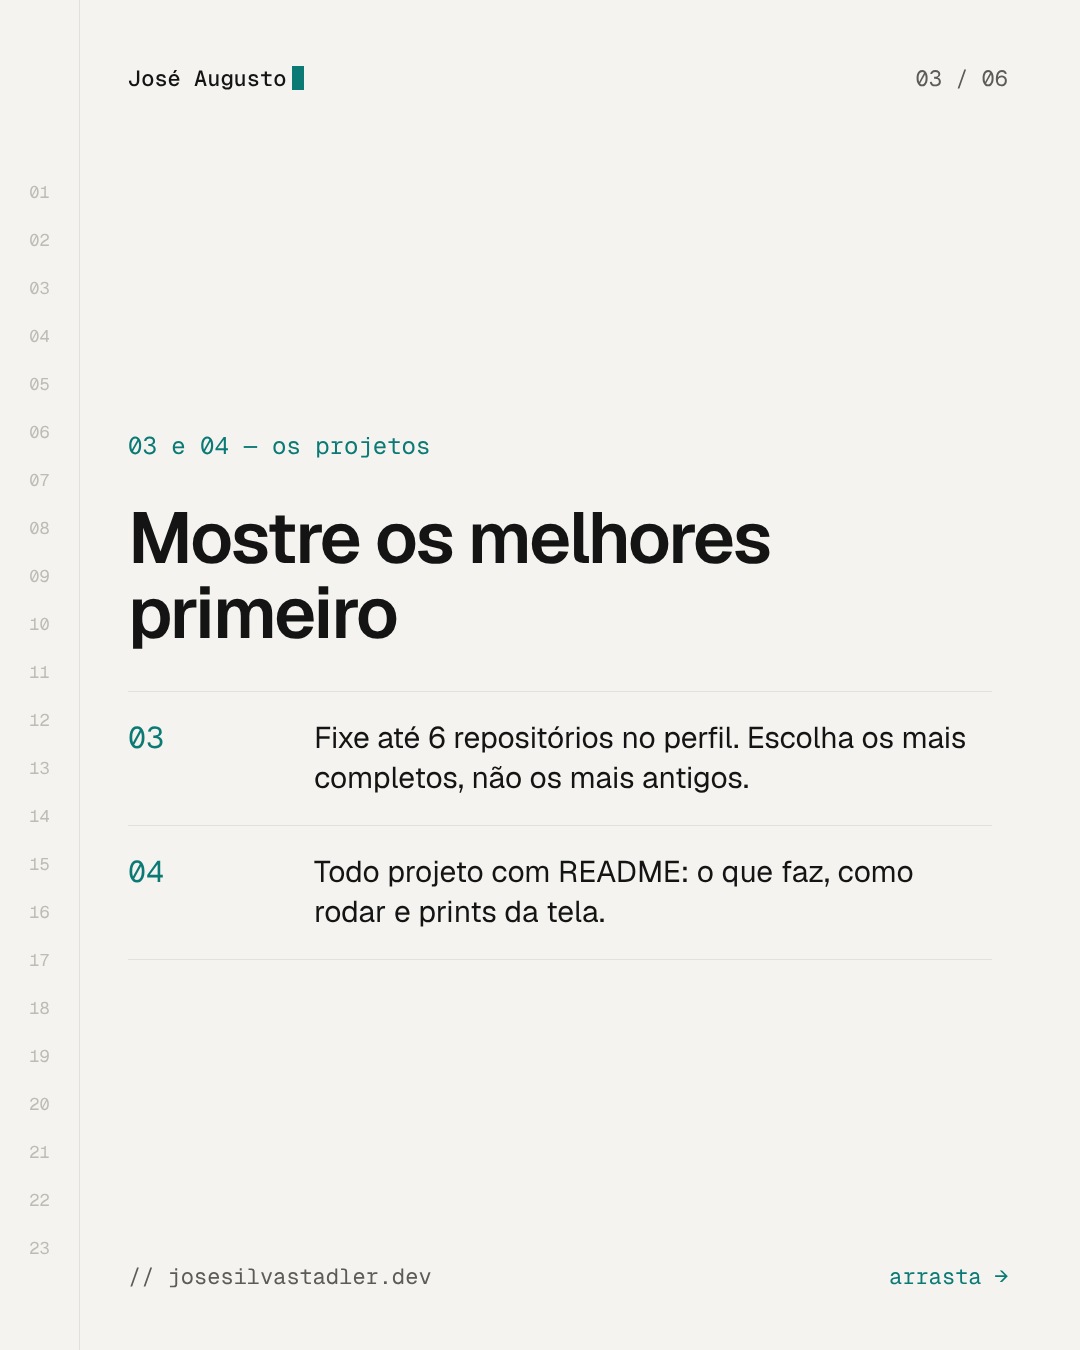 José Augusto
03 / 06
01
02
03
04
05
06
07
08
09
10
11
12
13
14
15
16
17
18
19
20
21
22
23
03 e 04 — os projetos
Mostre os melhores
primeiro
03
Fixe até 6 repositórios no perfil. Escolha os mais
completos, não os mais antigos.
04
Todo projeto com README: o que faz, como
rodar e prints da tela.
// josesilvastadler.dev
arrasta →